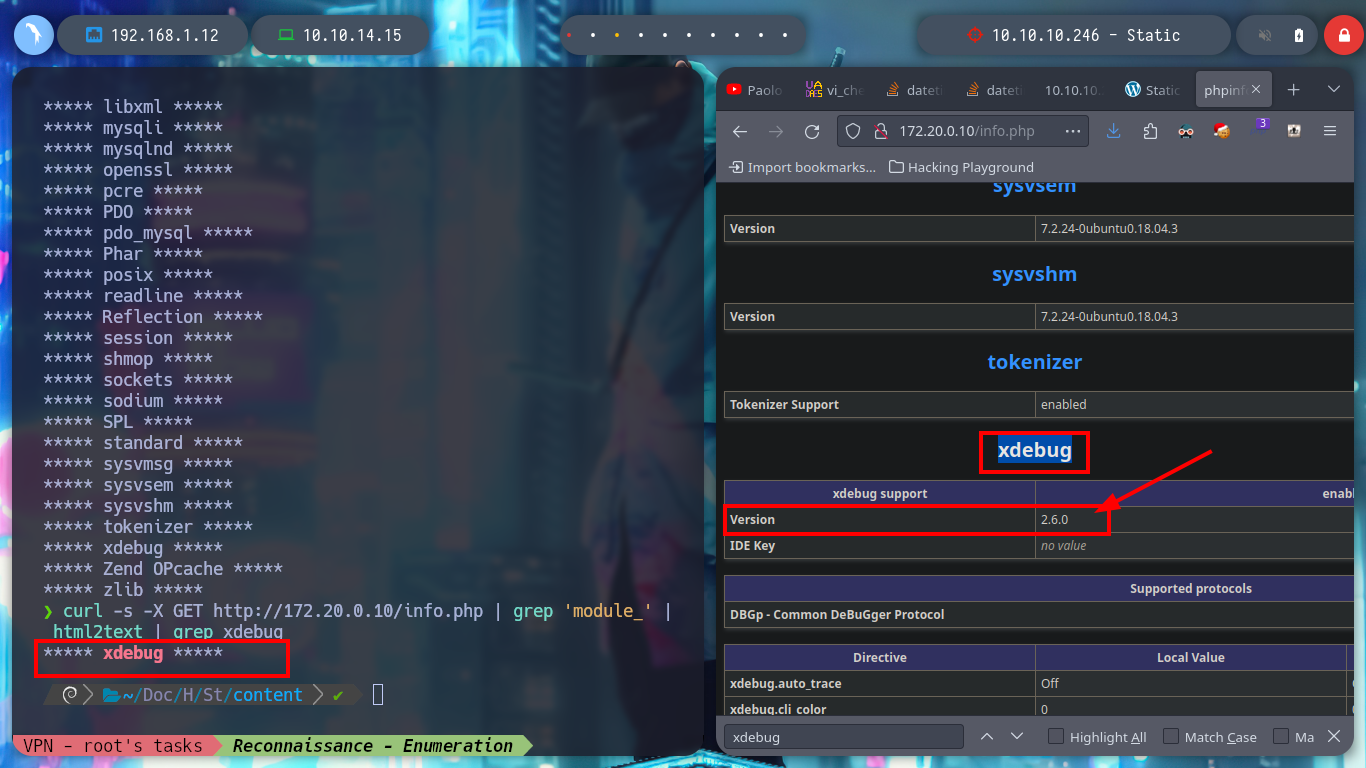 192.168.1.12
10.10.14.15
10.10.10.246 - Static
***** libxml *****
***** mysqli *****
***** mysqlnd *****
***** openssl *****
***** pcre *****
***** PDO *****
***** pdo_mysql *****
***** Phar *****
***** posix *****
***** readline *****
***** Reflection *****
***** session *****
***** shmop *****
***** sockets *****
***** sodium *****
***** SPL *****
***** standard *****
***** sysvmsg *****
***** sysvsem *****
***** sysvshm *****
***** tokenizer *****
***** xdebug *****
***** Zend OPcache *****
***** zlib *****
❯ curl -s -X GET http://172.20.0.10/info.php | grep 'module_' |
html2text | grep xdebug
***** xdebug *****
~/Doc/H/St/content ✔
VPN - root's tasks
Reconnaissance - Enumeration
Paolo
vi_che
dateti
dateti
10.10.10.
Static
phpinf
172.20.0.10/info.php
3
Import bookmarks...
Hacking Playground
sysvsem
Version 7.2.24-0ubuntu0.18.04.3
sysvshm
Version 7.2.24-0ubuntu0.18.04.3
tokenizer
Tokenizer Support enabled
xdebug
xdebug support enabl
Version 2.6.0
IDE Key no value
Supported protocols
DBGp - Common DeBuGger Protocol
Directive Local Value
xdebug.auto_trace Off
xdebug.cli_color 0
xdebug
Highlight All
Match Case
Ma